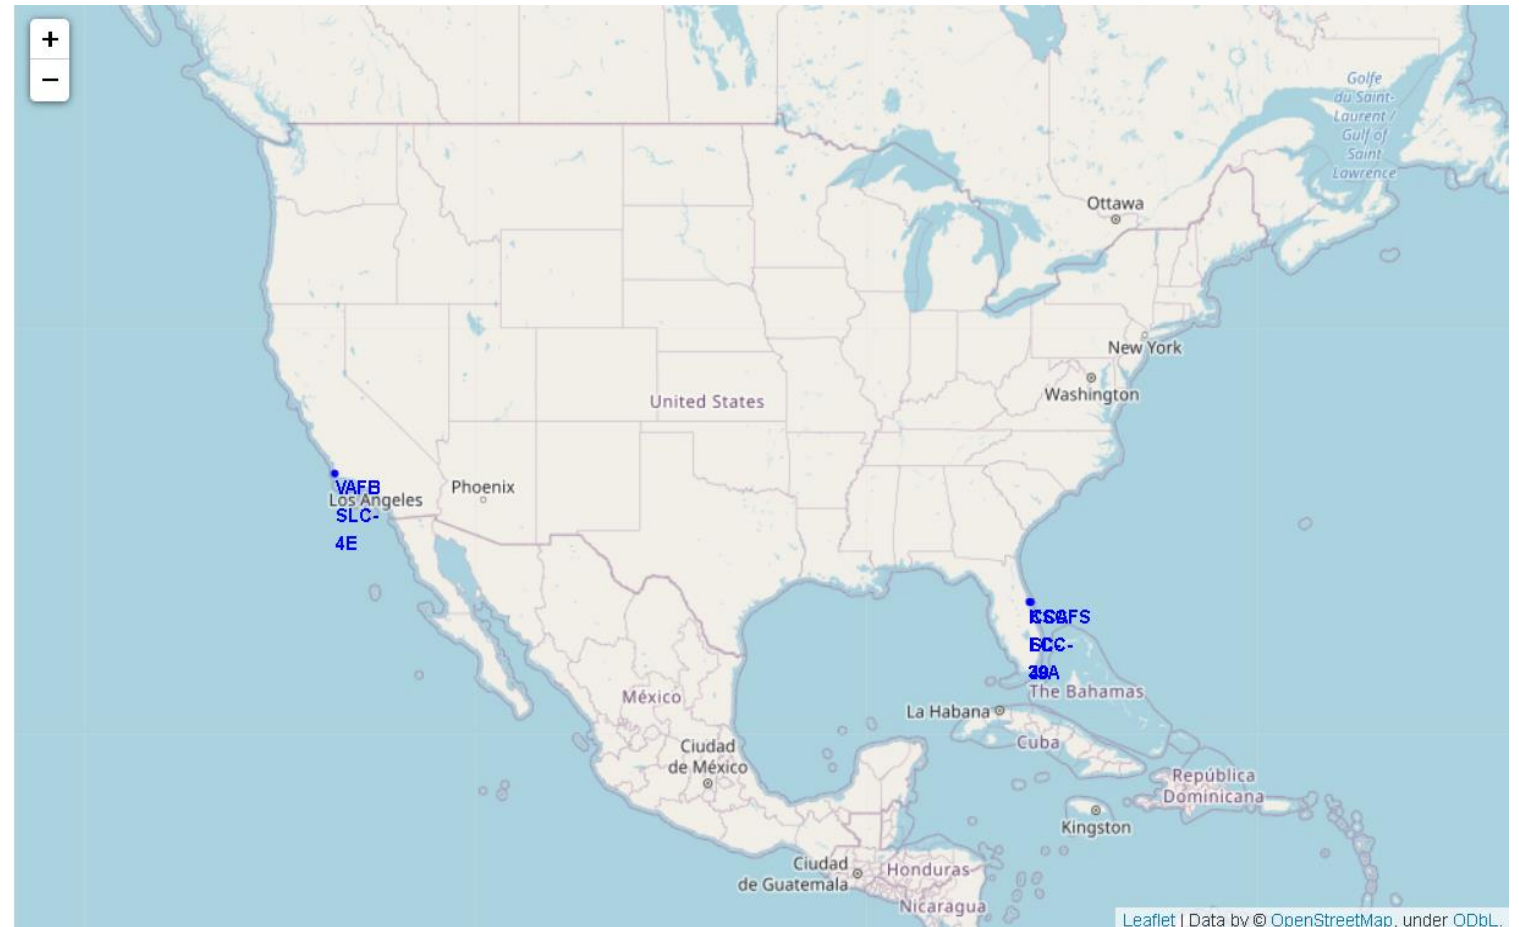 +
−
Golfe
du Saint-
Laurent /
Gulf of
Saint
Lawrence
Ottawa
New York
Washington
United States
Phoenix
VAFB
Los Angeles
SLC-
4E
The Bahamas
La Habana
México
Cuba
Ciudad
de México
República
Dominicana
Kingston
Ciudad
de Guatemala
Honduras
Nicaragua
Leaflet | Data by © OpenStreetMap, under ODbL.